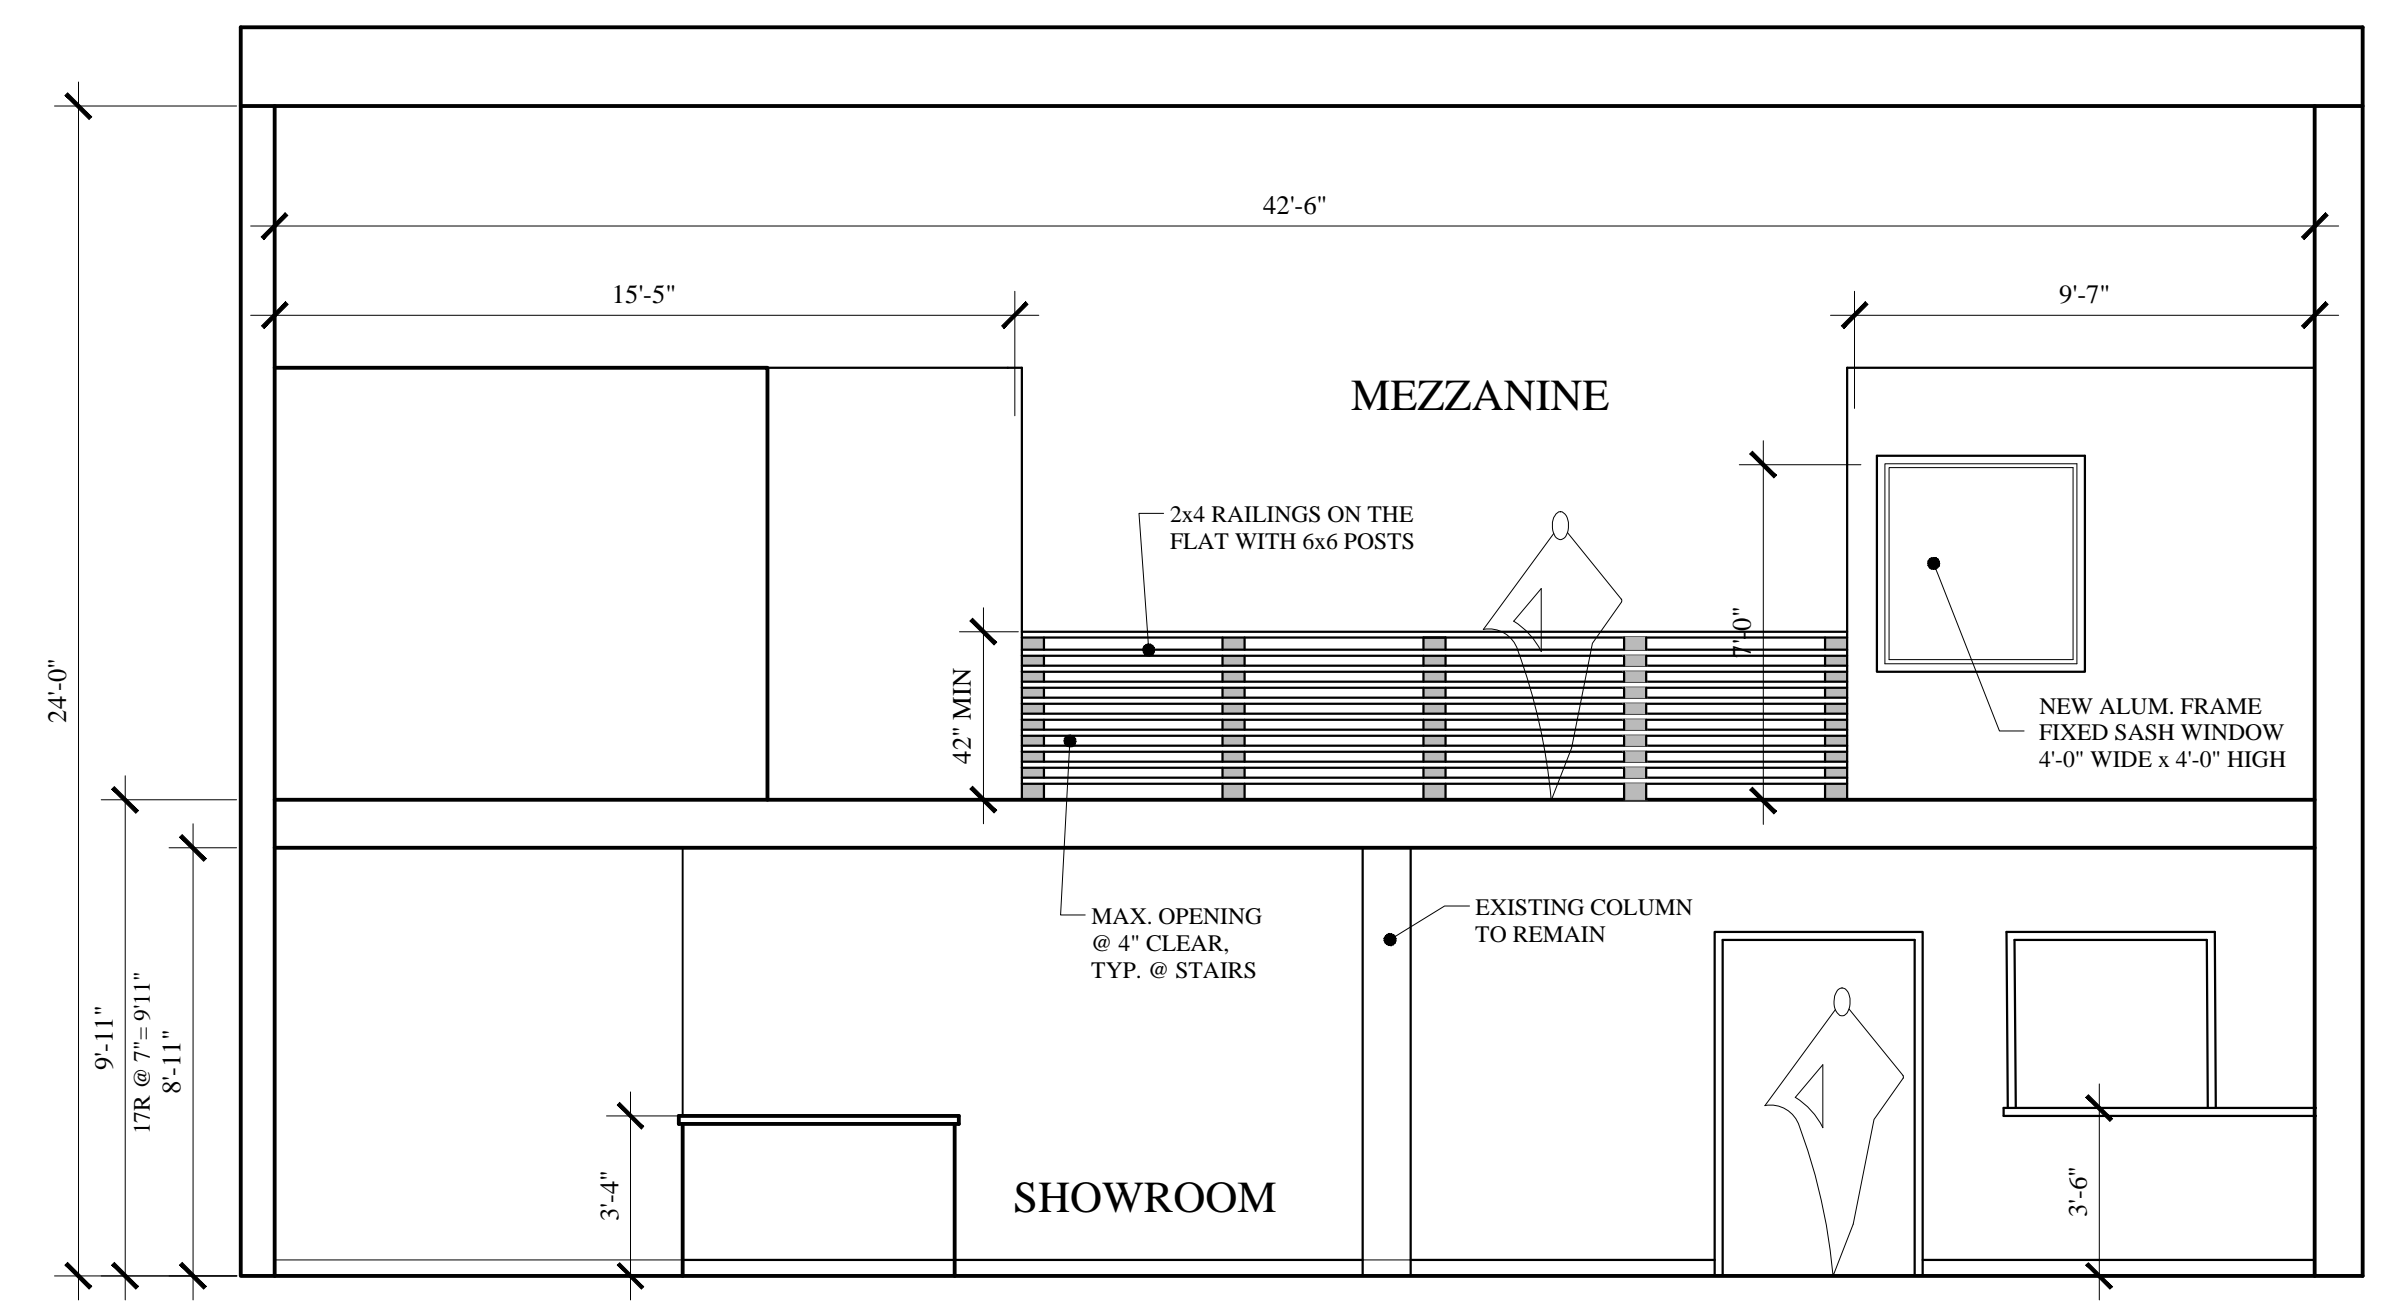 42'-6"
15'-5"
9'-7"
MEZZANINE
2x4 RAILINGS ON THE
FLAT WITH 6x6 POSTS
7'-0"
24'-0"
42" MIN
NEW ALUM. FRAME
FIXED SASH WINDOW
4'-0" WIDE x 4'-0" HIGH
MAX. OPENING
@ 4" CLEAR,
TYP. @ STAIRS
EXISTING COLUMN
TO REMAIN
9'-11"
17R @ 7"= 9'11"
8'-11"
3'-4"
SHOWROOM
3'-6"